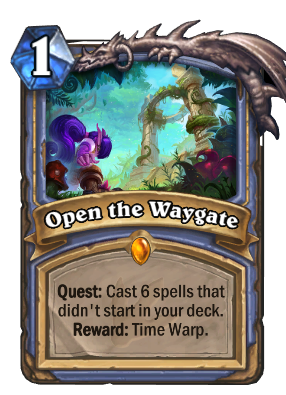 1
Open the Waygate
Quest: Cast 6 spells that
didn't start in your deck.
Reward: Time Warp.